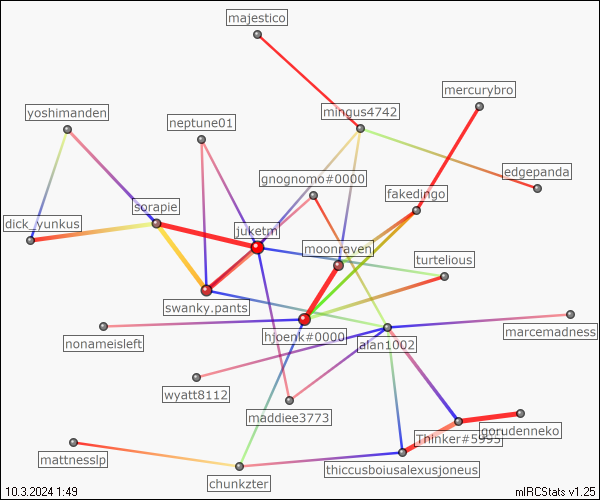 majestico
mercurybro
yoshimanden
neptune01
mingus4742
gnognomo#0000
edgepanda
fakedingo
sorapie
dick_yunkus
juketm
moonraven
turtelious
swanky.pants
hjoenk#0000
marcemadness
nonameisleft
alan1002
wyatt8112
maddiee3773
Thinker#5995
gorudenneko
mattnesslp
thiccusboiusalexusjoneus
chunkzter
10.3.2024 1:49
mIRCStats v1.25